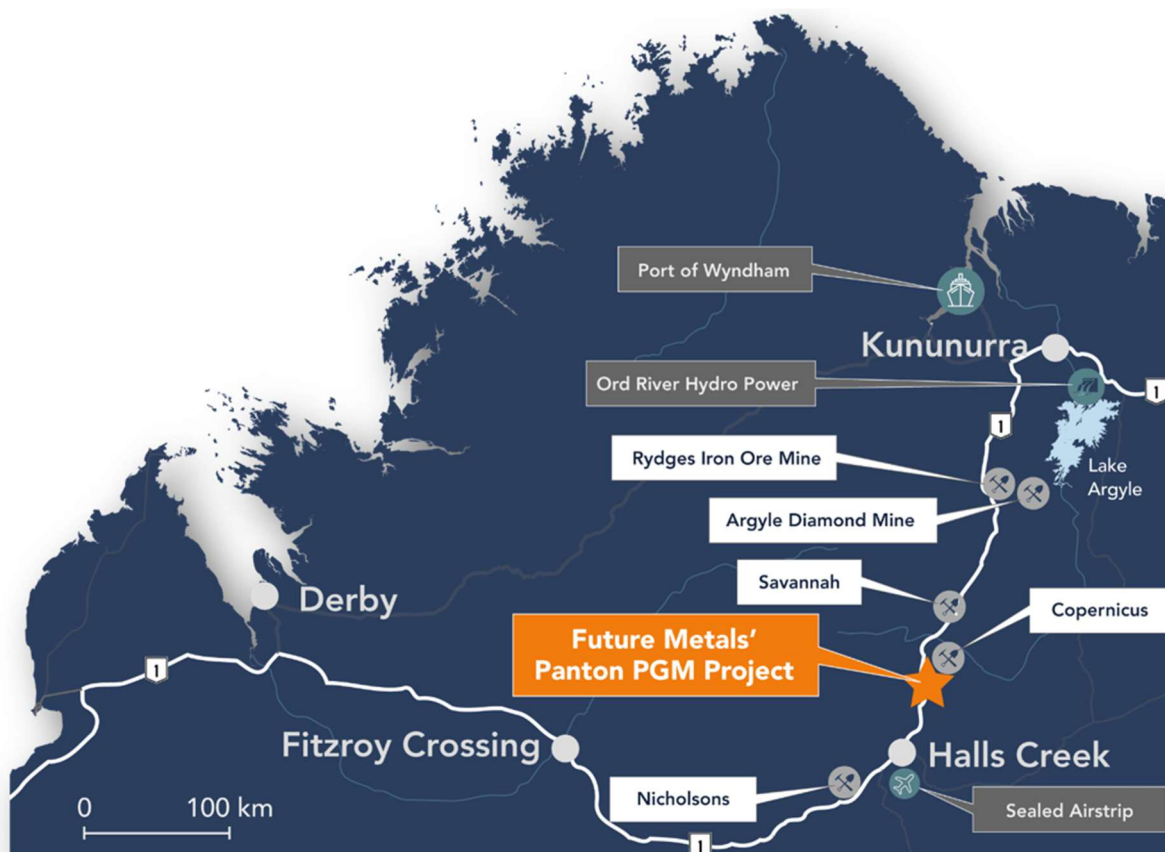 Port of Wyndham
Kununurra
Ord River Hydro Power
1
1
Rydges Iron Ore Mine
Lake
Argyle
Argyle Diamond Mine
Savannah
Copernicus
Derby
Future Metals'
Panton PGM Project
1
Fitzroy Crossing
Halls Creek
Nicholsons
Sealed Airstrip
0 100 km
1